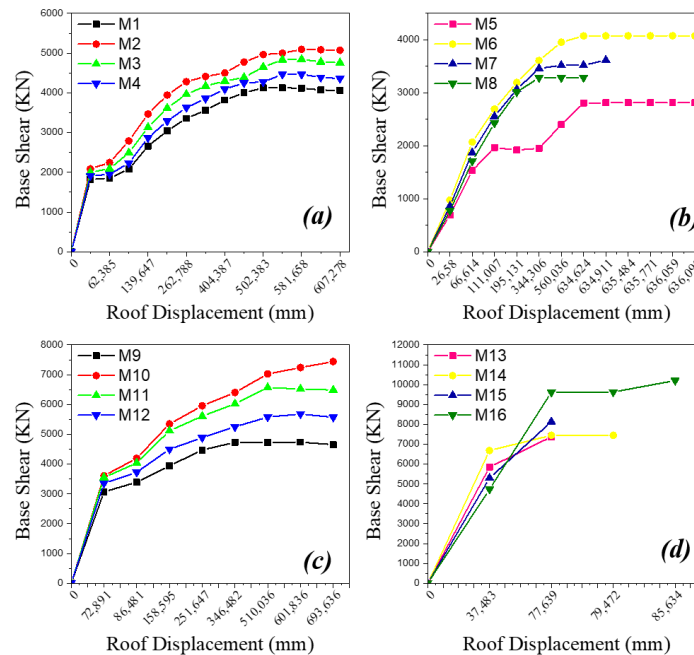 M1
M2
M3
M4
Base Shear (KN)
6000
5000
4000
3000
2000
1000
0
(a)
0
62,385
139,647
262,788
404,387
502,383
581,658
607,278
Roof Displacement (mm)
M5
M6
M7
M8
Base Shear (KN)
4000
3000
2000
1000
0
(b)
0
26,58
66,614
111,007
195,131
344,306
560,036
634,624
634,911
635,484
635,771
636,059
Roof Displacement (mm)
M9
M10
M11
M12
Base Shear (KN)
8000
7000
6000
5000
4000
3000
2000
1000
0
(c)
0
72,891
86,481
158,595
251,647
346,482
510,036
601,836
693,636
Roof Displacement (mm)
M13
M14
M15
M16
Base Shear (KN)
12000
11000
10000
9000
8000
7000
6000
5000
4000
3000
2000
1000
0
(d)
0
37,483
77,639
79,472
85,634
Roof Displacement (mm)